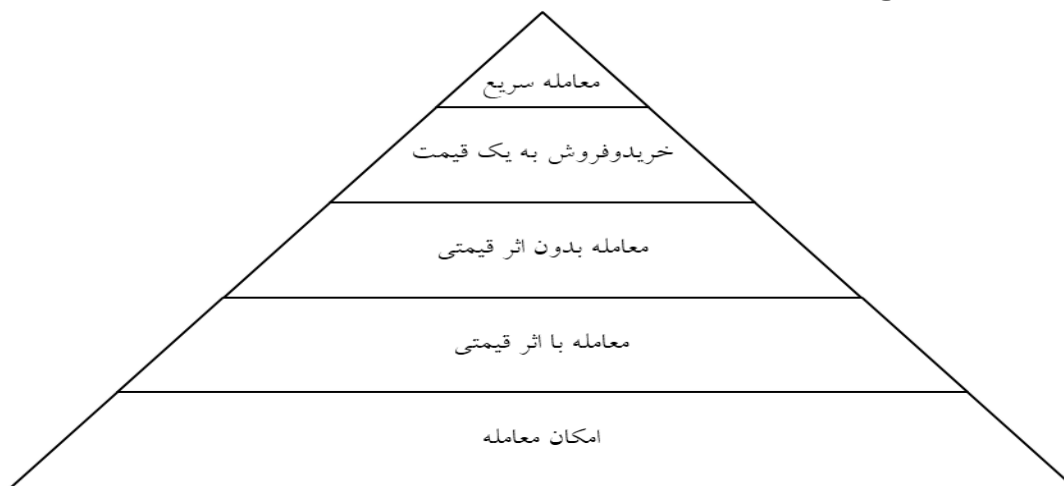 معامله سریع
خریدوفروش به یک قیمت
معامله بدون اثر قیمتی
معامله با اثر قیمتی
امکان معامله